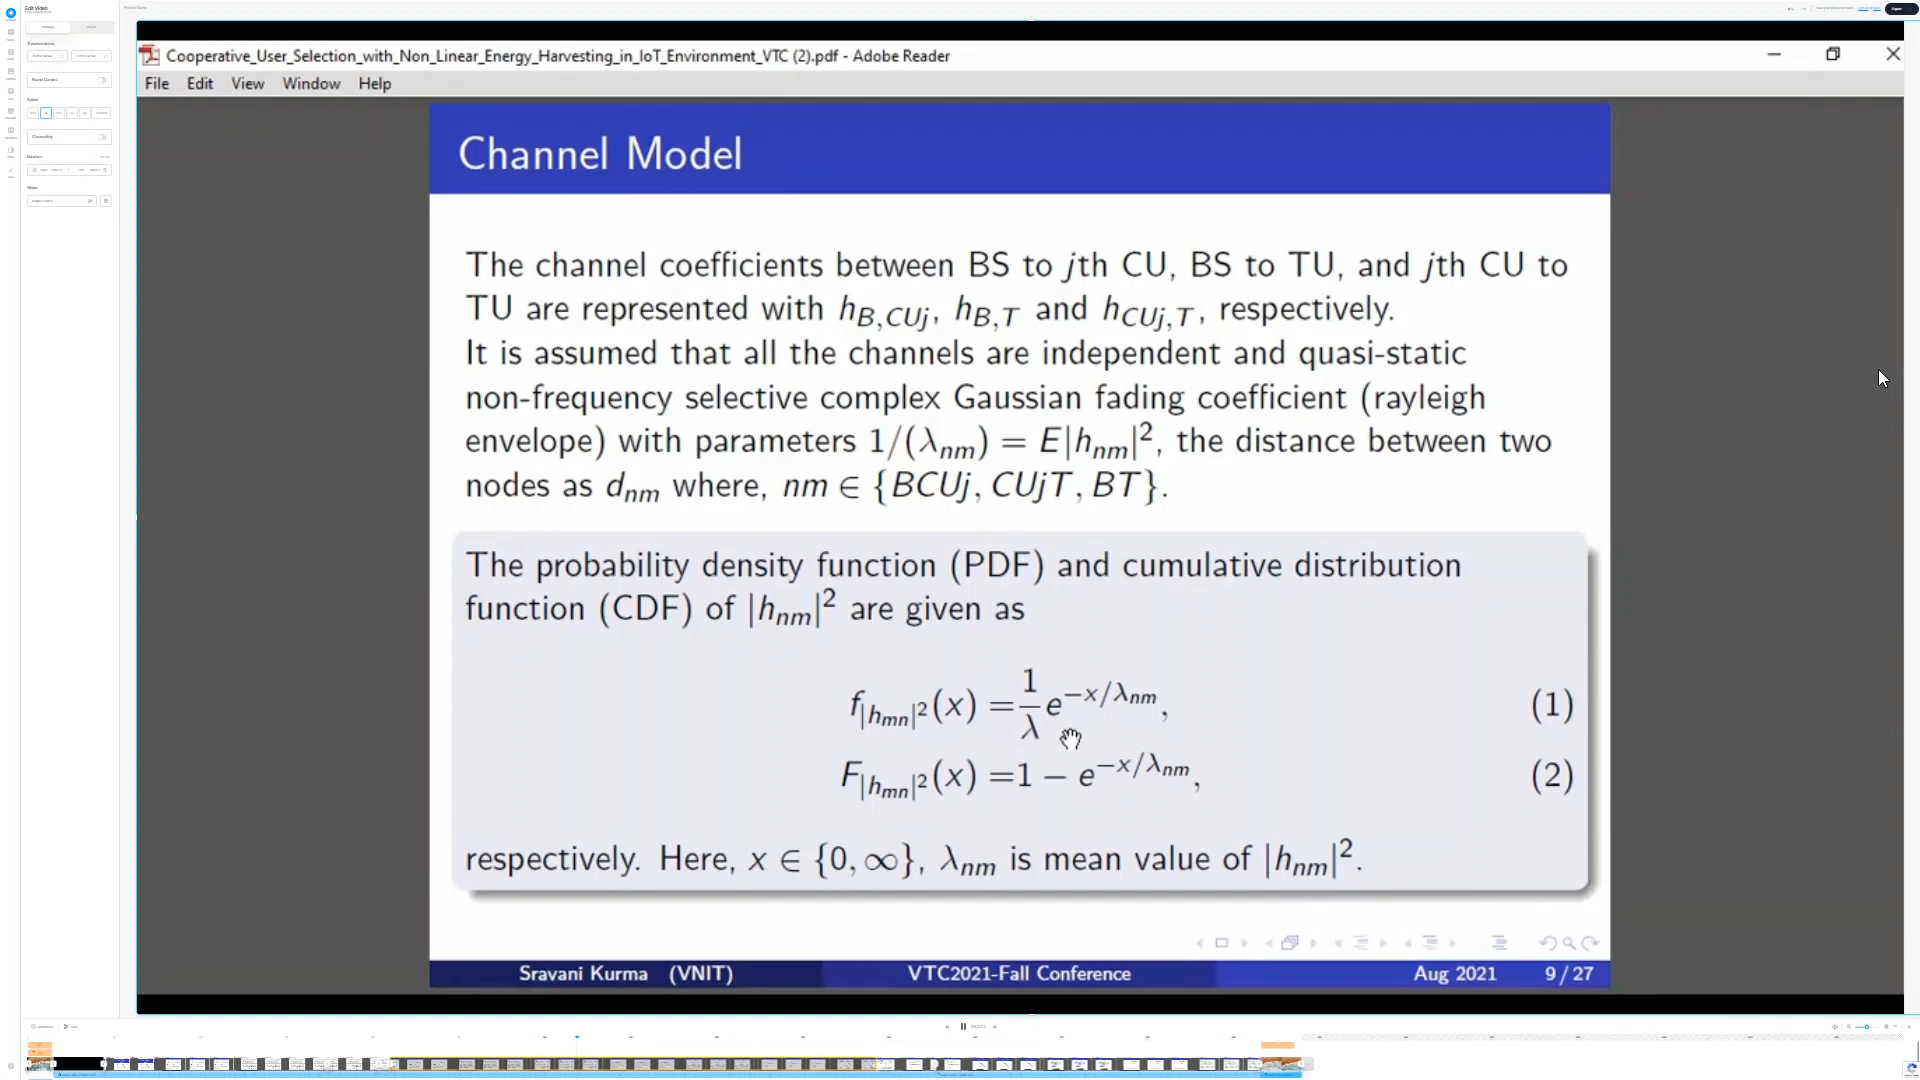 Edit Video
Project Name
Export
Cooperative_User_Selection_with_Non_Linear_Energy_Harvesting_in_IoT_Environment_VTC (2).pdf - Adobe Reader
File Edit View Window Help
Channel Model
The channel coefficients between BS to jth CU, BS to TU, and jth CU to
TU are represented with h_{B,CUj}, h_{B,T} and h_{CUj,T}, respectively.
It is assumed that all the channels are independent and quasi-static
non-frequency selective complex Gaussian fading coefficient (rayleigh
envelope) with parameters 1/(λ_{nm}) = E|h_{nm}|², the distance between two
nodes as d_{nm} where, nm ∈ {BCUj, CUjT, BT}.
The probability density function (PDF) and cumulative distribution
function (CDF) of |h_{nm}|² are given as
f_{|h_{mn}|²}(x) = 1/λ e^{−x/λ_{nm}}, (1)
F_{|h_{mn}|²}(x) = 1 − e^{−x/λ_{nm}}, (2)
respectively. Here, x ∈ {0, ∞}, λ_{nm} is mean value of |h_{nm}|².
Sravani Kurma (VNIT) VTC2021-Fall Conference Aug 2021 9 / 27